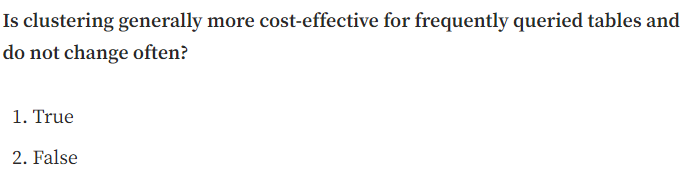 Is clustering generally more cost-effective for frequently queried tables and
do not change often?
1. True
2. False